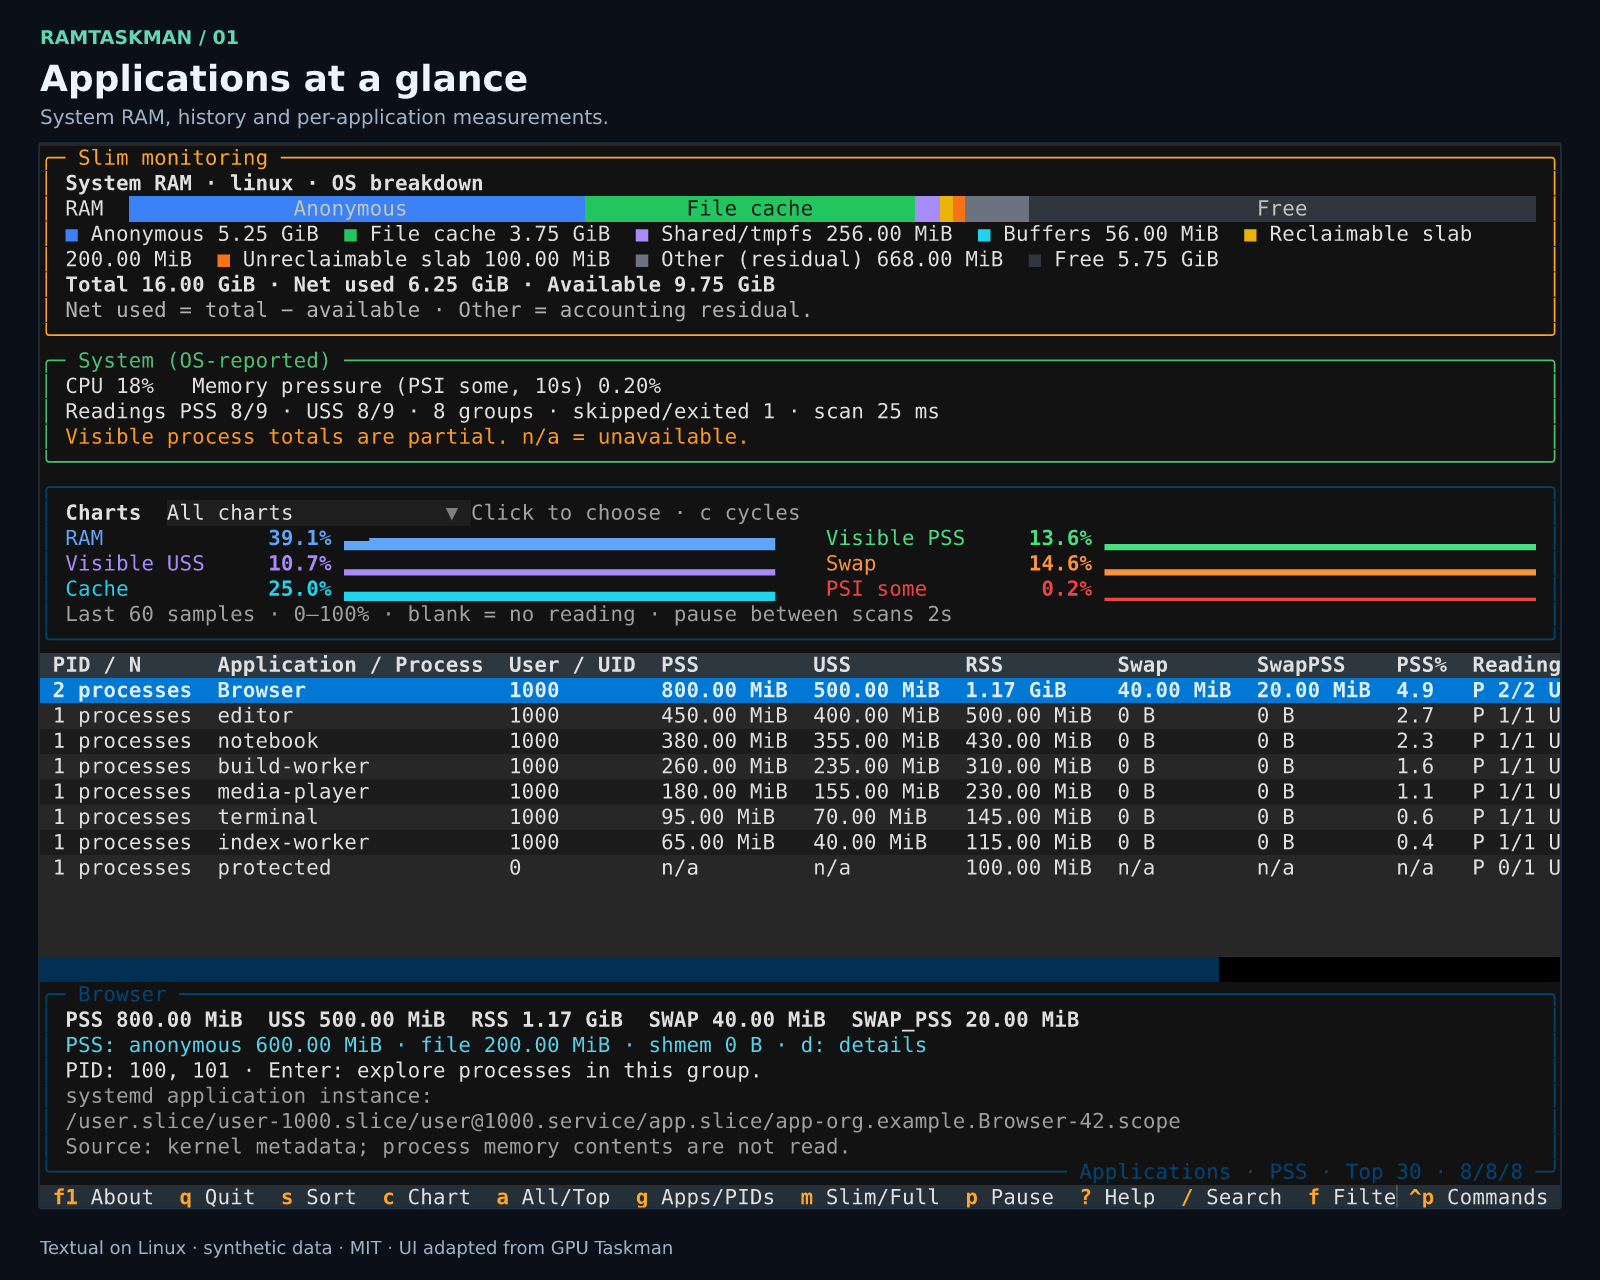 RAMTASKMAN / 01
Applications at a glance
System RAM, history and per-application measurements.
Slim monitoring
System RAM · linux · OS breakdown
RAM Anonymous File cache Free
■ Anonymous 5.25 GiB ■ File cache 3.75 GiB ■ Shared/tmpfs 256.00 MiB ■ Buffers 56.00 MiB ■ Reclaimable slab
200.00 MiB ■ Unreclaimable slab 100.00 MiB ■ Other (residual) 668.00 MiB ■ Free 5.75 GiB
Total 16.00 GiB · Net used 6.25 GiB · Available 9.75 GiB
Net used = total − available · Other = accounting residual.
System (OS-reported)
CPU 18% Memory pressure (PSI some, 10s) 0.20%
Readings PSS 8/9 · USS 8/9 · 8 groups · skipped/exited 1 · scan 25 ms
Visible process totals are partial. n/a = unavailable.
Charts All charts ▼ Click to choose · c cycles
RAM 39.1% Visible PSS 13.6%
Visible USS 10.7% Swap 14.6%
Cache 25.0% PSI some 0.2%
Last 60 samples · 0–100% · blank = no reading · pause between scans 2s
PID / N Application / Process User / UID PSS USS RSS Swap SwapPSS PSS% Reading
2 processes Browser 1000 800.00 MiB 500.00 MiB 1.17 GiB 40.00 MiB 20.00 MiB 4.9 P 2/2 U
1 processes editor 1000 450.00 MiB 400.00 MiB 500.00 MiB 0 B 0 B 2.7 P 1/1 U
1 processes notebook 1000 380.00 MiB 355.00 MiB 430.00 MiB 0 B 0 B 2.3 P 1/1 U
1 processes build-worker 1000 260.00 MiB 235.00 MiB 310.00 MiB 0 B 0 B 1.6 P 1/1 U
1 processes media-player 1000 180.00 MiB 155.00 MiB 230.00 MiB 0 B 0 B 1.1 P 1/1 U
1 processes terminal 1000 95.00 MiB 70.00 MiB 145.00 MiB 0 B 0 B 0.6 P 1/1 U
1 processes index-worker 1000 65.00 MiB 40.00 MiB 115.00 MiB 0 B 0 B 0.4 P 1/1 U
1 processes protected 0 n/a n/a 100.00 MiB n/a n/a n/a P 0/1 U
Browser
PSS 800.00 MiB USS 500.00 MiB RSS 1.17 GiB SWAP 40.00 MiB SWAP_PSS 20.00 MiB
PSS: anonymous 600.00 MiB · file 200.00 MiB · shmem 0 B · d: details
PID: 100, 101 · Enter: explore processes in this group.
systemd application instance:
/user.slice/user-1000.slice/user@1000.service/app.slice/app-org.example.Browser-42.scope
Source: kernel metadata; process memory contents are not read.
Applications · PSS · Top 30 · 8/8/8
f1 About q Quit s Sort c Chart a All/Top g Apps/PIDs m Slim/Full p Pause ? Help / Search f Filte ^p Commands
Textual on Linux · synthetic data · MIT · UI adapted from GPU Taskman